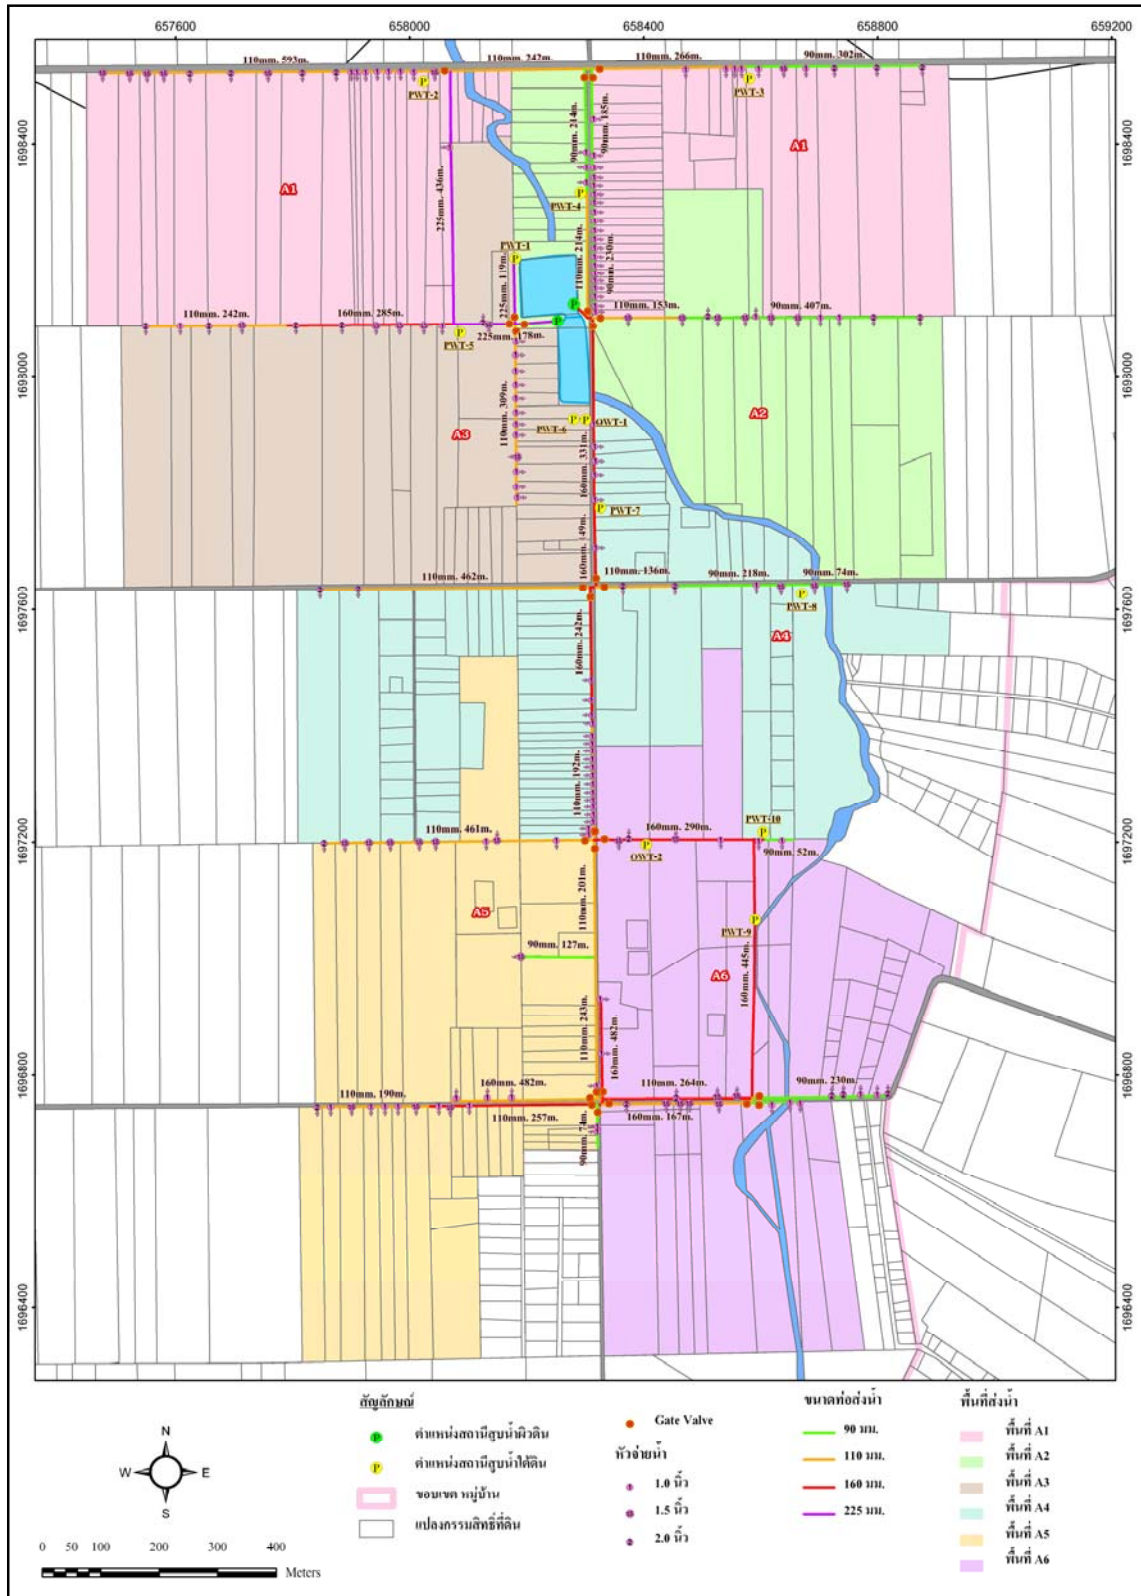 657600 658000 658400 658800 659200
110mm. 593m. 110mm. 242m. 110mm. 266m. 90mm. 302m.
PWT-2
PWT-3
90mm. 214m.
90mm. 185m.
1698400
1698400
A1
A1
225mm. 436m.
PWT-4
PWT-1
225mm. 119m.
110mm. 214m.
90mm. 230m.
110mm. 242m. 160mm. 285m. 110mm. 153m. 90mm. 407m.
225mm. 178m.
PWT-5
1698000
1698000
110mm. 309m.
A3
PWT-6
OWT-1
A2
160mm. 331m.
PWT-7
160mm. 149m.
110mm. 462m. 110mm. 136m. 90mm. 218m. 90mm. 74m.
PWT-8
1697600
1697600
160mm. 242m.
A4
110mm. 192m.
PWT-10
110mm. 461m. 160mm. 290m.
OWT-2
90mm. 52m.
1697200
1697200
A5
110mm. 201m.
90mm. 127m.
PWT-9
160mm. 445m.
A6
110mm. 243m.
160mm. 482m.
1696800
1696800
110mm. 190m. 160mm. 482m. 110mm. 264m. 90mm. 230m.
110mm. 257m. 160mm. 167m.
90mm. 74m.
1696400
1696400
สัญลักษณ์
P ตำแหน่งสถานีสูบน้ำผิวดิน
P ตำแหน่งสถานีสูบน้ำใต้ดิน
ขอบเขต หมู่บ้าน
แปลงกรรมสิทธิ์ที่ดิน
Gate Valve
หัวจ่ายน้ำ
1.0 นิ้ว
1.5 นิ้ว
2.0 นิ้ว
ขนาดท่อส่งน้ำ
90 มม.
110 มม.
160 มม.
225 มม.
พื้นที่ส่งน้ำ
พื้นที่ A1
พื้นที่ A2
พื้นที่ A3
พื้นที่ A4
พื้นที่ A5
พื้นที่ A6
N
W E
S
0 50 100 200 300 400 Meters